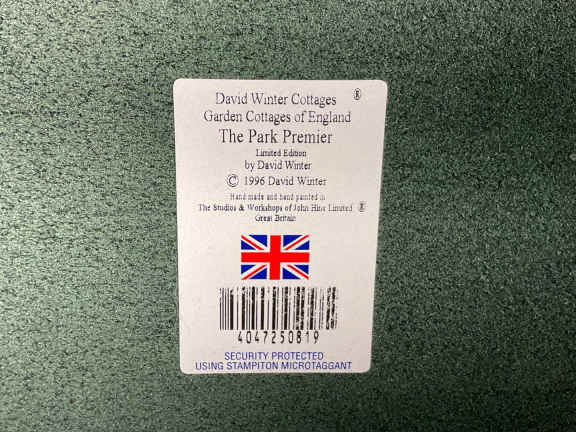 David Winter Cottages ®
Garden Cottages of England
The Park Premier
Limited Edition
by David Winter
© 1996 David Winter
Hand made and hand painted in
The Studios & Workshops of John Hine Limited ®
Great Britain
4047250819
SECURITY PROTECTED
USING STAMPITON MICROTAGGANT